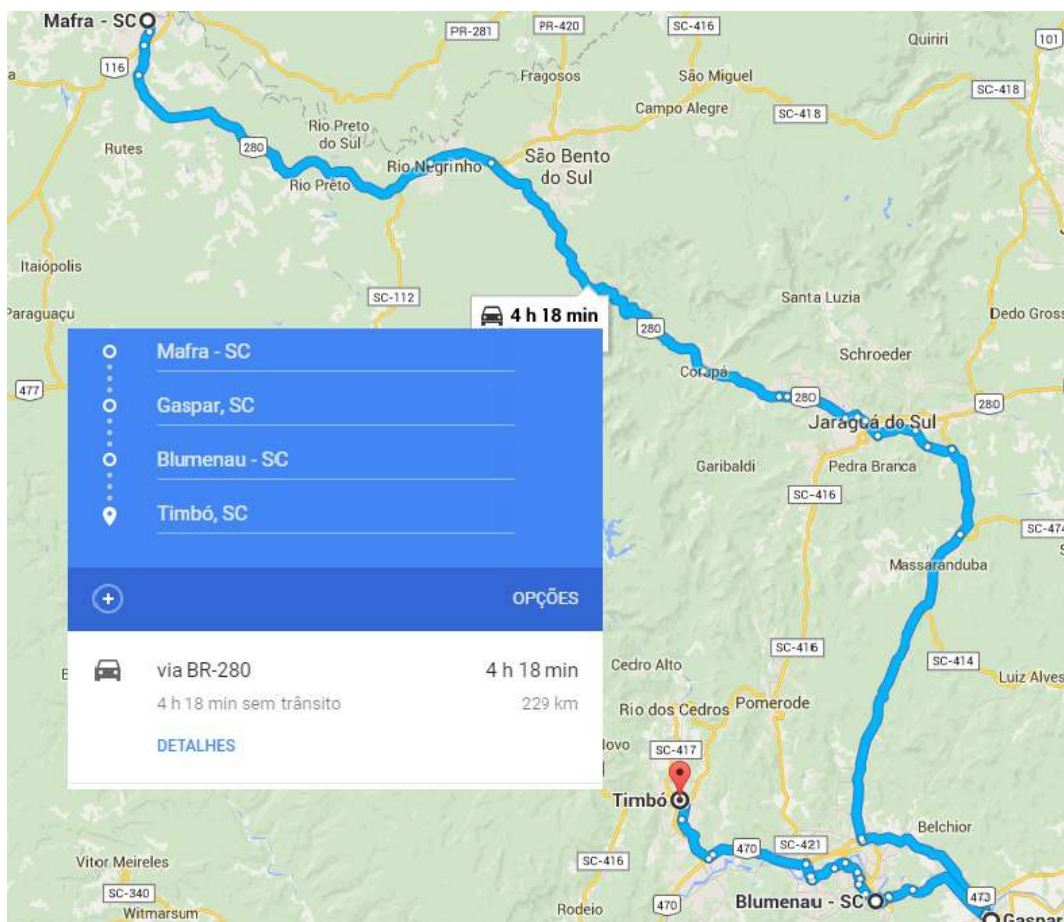 Mafra - SC
PR-281
PR-420
SC-416
Quiriri
101
116
Fragosos
São Miguel
SC-418
Campo Alegre
SC-418
Rio Preto
do Sul
Rutes
280
Rio Negrinho
São Bento
do Sul
Rio Preto
Itaiópolis
SC-112
Santa Luzia
Paraguaçu
4 h 18 min
Dedo Gross
280
Schroeder
Mafra - SC
Corupá
477
280
280
Gaspar, SC
Jaraguá do Sul
Blumenau - SC
Garibaldi
Pedra Branca
SC-416
Timbó, SC
SC-474
Massaranduba
OPÇÕES
SC-416
SC-414
via BR-280
4 h 18 min
Cedro Alto
Luiz Alves
4 h 18 min sem trânsito
229 km
Rio dos Cedros
Pomerode
DETALHES
ovo
SC-417
Timbó
Belchior
470
SC-421
Vitor Meireles
SC-416
SC-340
Blumenau - SC
470
Witmarsum
Rodeio
470
Gaspar